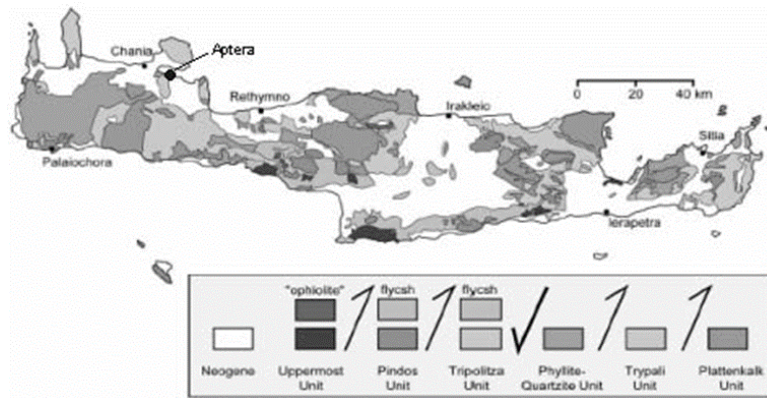 Chania
Aptera
Rethymno
Irakleio
0 20 40 km
Sitia
Palaiochora
Ierapetra
"ophiolite" flycsh flycsh
Neogene Uppermost Unit Pindos Unit Tripolitza Unit Phyllite-Quartzite Unit Trypali Unit Plattenkalk Unit